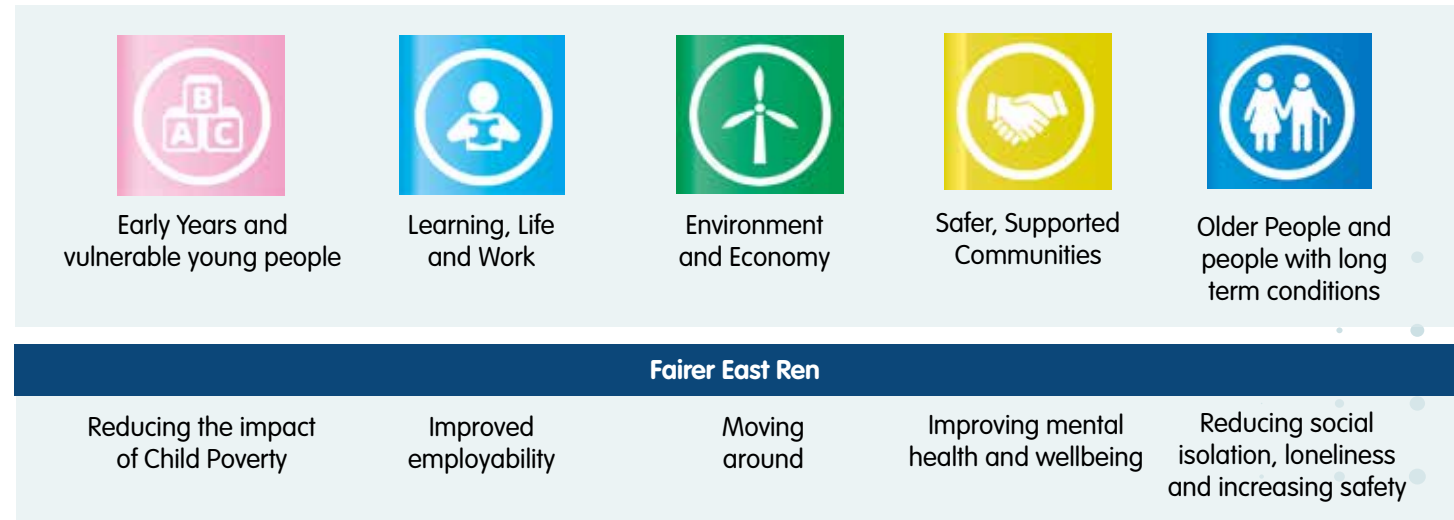 B
A C
Early Years and
vulnerable young people
Learning, Life
and Work
Environment
and Economy
Safer, Supported
Communities
Older People and
people with long
term conditions
Fairer East Ren
Reducing the impact
of Child Poverty
Improved
employability
Moving
around
Improving mental
health and wellbeing
Reducing social
isolation, loneliness
and increasing safety